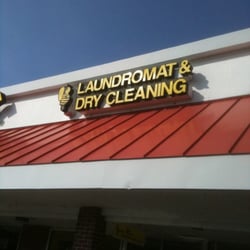 LAUNDROMAT &
DRY CLEANING